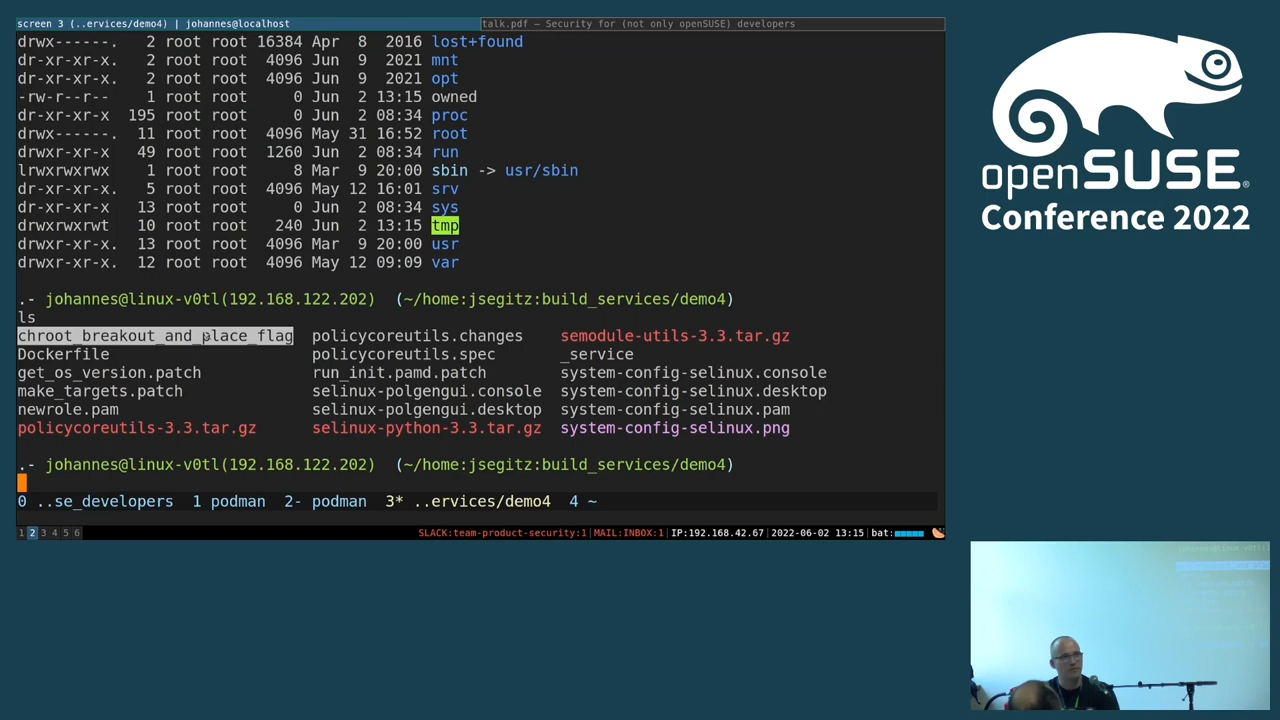 screen 3 (..ervices/demo4) | johannes@localhost
talk.pdf — Security for (not only openSUSE) developers
drwx------.   2 root root 16384 Apr  8  2016 lost+found
dr-xr-xr-x.   2 root root  4096 Jun  9  2021 mnt
dr-xr-xr-x.   2 root root  4096 Jun  9  2021 opt
-rw-r--r--    1 root root     0 Jun  2 13:15 owned
dr-xr-xr-x  195 root root     0 Jun  2 08:34 proc
drwx------.  11 root root  4096 May 31 16:52 root
drwxr-xr-x   49 root root  1260 Jun  2 08:34 run
lrwxrwxrwx    1 root root     8 Mar  9 20:00 sbin -> usr/sbin
dr-xr-xr-x.   5 root root  4096 May 12 16:01 srv
dr-xr-xr-x   13 root root     0 Jun  2 08:34 sys
drwxrwxrwt   10 root root   240 Jun  2 13:15 tmp
drwxr-xr-x.  13 root root  4096 Mar  9 20:00 usr
drwxr-xr-x.  12 root root  4096 May 12 09:09 var
.- johannes@linux-v0tl(192.168.122.202)  (~/home:jsegitz:build_services/demo4)
ls
chroot_breakout_and_place_flag  policycoreutils.changes    semodule-utils-3.3.tar.gz
Dockerfile                      policycoreutils.spec       _service
get_os_version.patch            run_init.pamd.patch        system-config-selinux.console
make_targets.patch              selinux-polgengui.console  system-config-selinux.desktop
newrole.pam                     selinux-polgengui.desktop  system-config-selinux.pam
policycoreutils-3.3.tar.gz      selinux-python-3.3.tar.gz  system-config-selinux.png
.- johannes@linux-v0tl(192.168.122.202)  (~/home:jsegitz:build_services/demo4)
0 ..se_developers  1 podman  2- podman  3* ..ervices/demo4  4 ~
1 2 3 4 5 6
SLACK:team-product-security:1|MAIL:INBOX:1|IP:192.168.42.67|2022-06-02 13:15|bat:
openSUSE®
Conference 2022